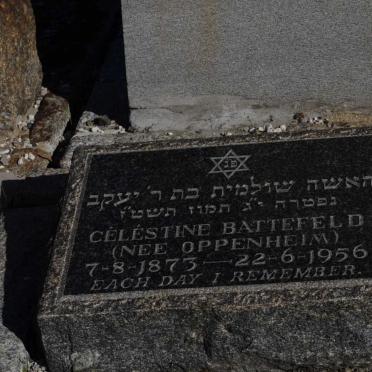 פ נ
האשה שולמית בת ר׳ יעקב
נפטרה י״ג תמוז תשט״ז
CÉLÉSTINE BATTEFELD
(NEE OPPENHEIM)
7-8-1873 — 22-6-1956
EACH DAY I REMEMBER.